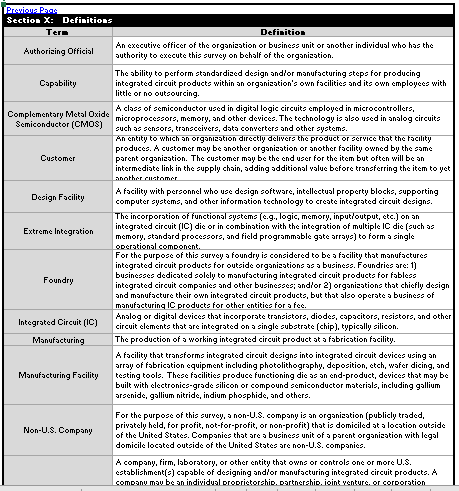 Previous Page
Section X: Definitions
Term Definition
Authorizing Official
An executive officer of the organization or business unit or another individual who has the
authority to execute this survey on behalf of the organization.
Capability
The ability to perform standardized design and/or manufacturing steps for producing
integrated circuit products within an organization's own facilities and its own employees with
little or no outsourcing.
Complementary Metal Oxide
Semiconductor (CMOS)
A class of semiconductor used in digital logic circuits employed in microcontrollers,
microprocessors, memory, and other devices. The technology is also used in analog circuits
such as sensors, transceivers, data converters and other systems.
Customer
An entity to which an organization directly delivers the product or service that the facility
produces. A customer may be another organization or another facility owned by the same
parent organization. The customer may be the end user for the item but often will be an
intermediate link in the supply chain, adding additional value before transferring the item to yet
another customer.
Design Facility
A facility with personnel who use design software, intellectual property blocks, supporting
computer systems, and other information technology to create integrated circuit designs.
Extreme Integration
The incorporation of functional systems (e.g., logic, memory, input/output, etc.) on an
integrated circuit (IC) die or in combination with the integration of multiple IC die (such as
memory, standard processors, and field programmable gate arrays) to form a single
operational component.
Foundry
For the purpose of this survey a foundry is considered to be a facility that manufactures
integrated circuit products for outside organizations as a business. Foundries are: 1)
businesses dedicated solely to manufacturing integrated circuit products for fabless
integrated circuit companies and other businesses; and/or 2) organizations that chiefly design
and manufacture their own integrated circuit products, but that also operate a business of
manufacturing IC products for other entities for a fee.
Integrated Circuit (IC)
Analog or digital devices that incorporate transistors, diodes, capacitors, resistors, and other
circuit elements that are integrated on a single substrate (chip), typically silicon.
Manufacturing
The production of a working integrated circuit product at a fabrication facility.
Manufacturing Facility
A facility that transforms integrated circuit designs into integrated circuit devices using an
array of fabrication equipment including photolithography, deposition, etch, wafer dicing, and
testing tools. These facilities produce functioning die as an end-product, devices that may be
built with electronics-grade silicon or compound semiconductor materials, including gallium
arsenide, gallium nitride, indium phosphide, and others.
Non-U.S. Company
For the purpose of this survey, a non-U.S. company is an organization (publicly traded,
privately held, for profit, not-for-profit, or non-profit) that is domiciled at a location outside
of the United States. Companies that are a business unit of a parent organization with legal
domicile located outside of the United States are non-U.S. companies.
A company, firm, laboratory, or other entity that owns or controls one or more U.S.
establishment(s) capable of designing and/or manufacturing integrated circuit products. A
company may be an individual proprietorship, partnership, joint venture, or corporation